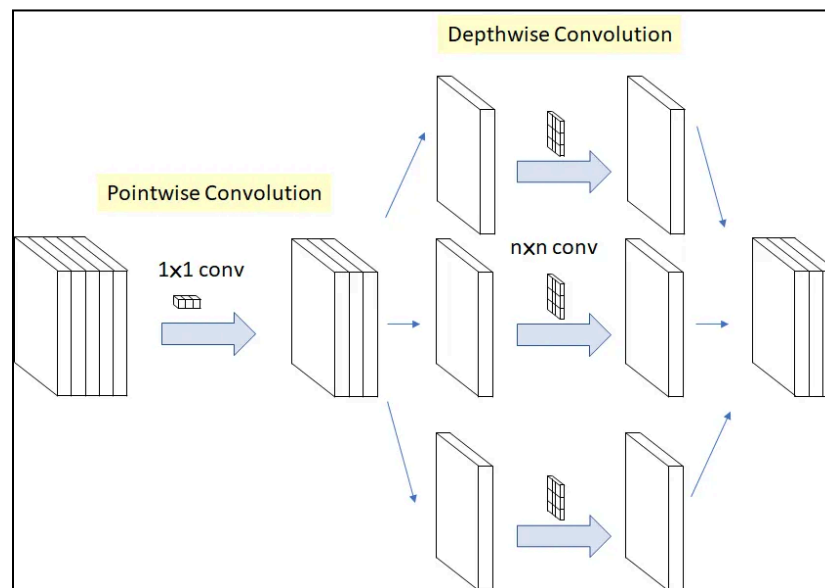 Depthwise Convolution
Pointwise Convolution
1x1 conv
nxn conv